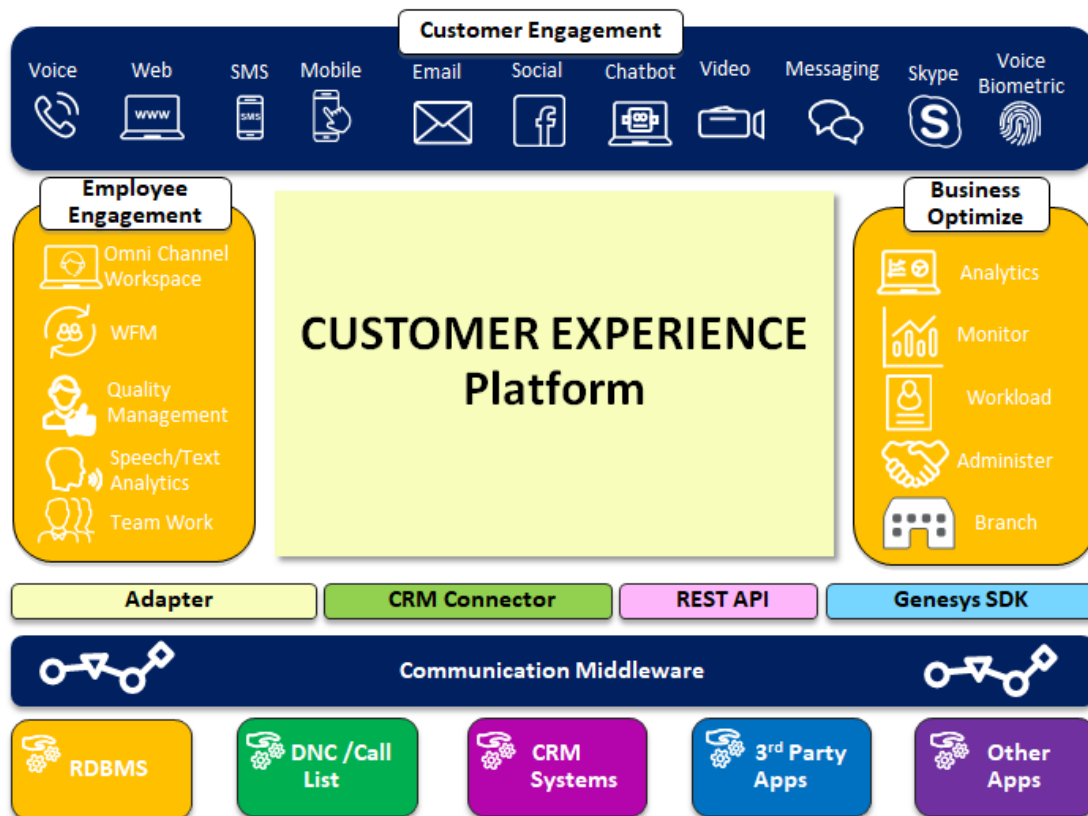 Customer Engagement
Voice
Web
SMS
Mobile
Email
Social
Chatbot
Video
Messaging
Skype
Voice
Biometric
www
SMS
f
S
Employee
Engagement
Omni Channel
Workspace
WFM
Quality
Management
Speech/Text
Analytics
Team Work
CUSTOMER EXPERIENCE
Platform
Business
Optimize
Analytics
Monitor
Workload
Administer
Branch
Adapter
CRM Connector
REST API
Genesys SDK
Communication Middleware
RDBMS
DNC /Call
List
CRM
Systems
3rd Party
Apps
Other
Apps